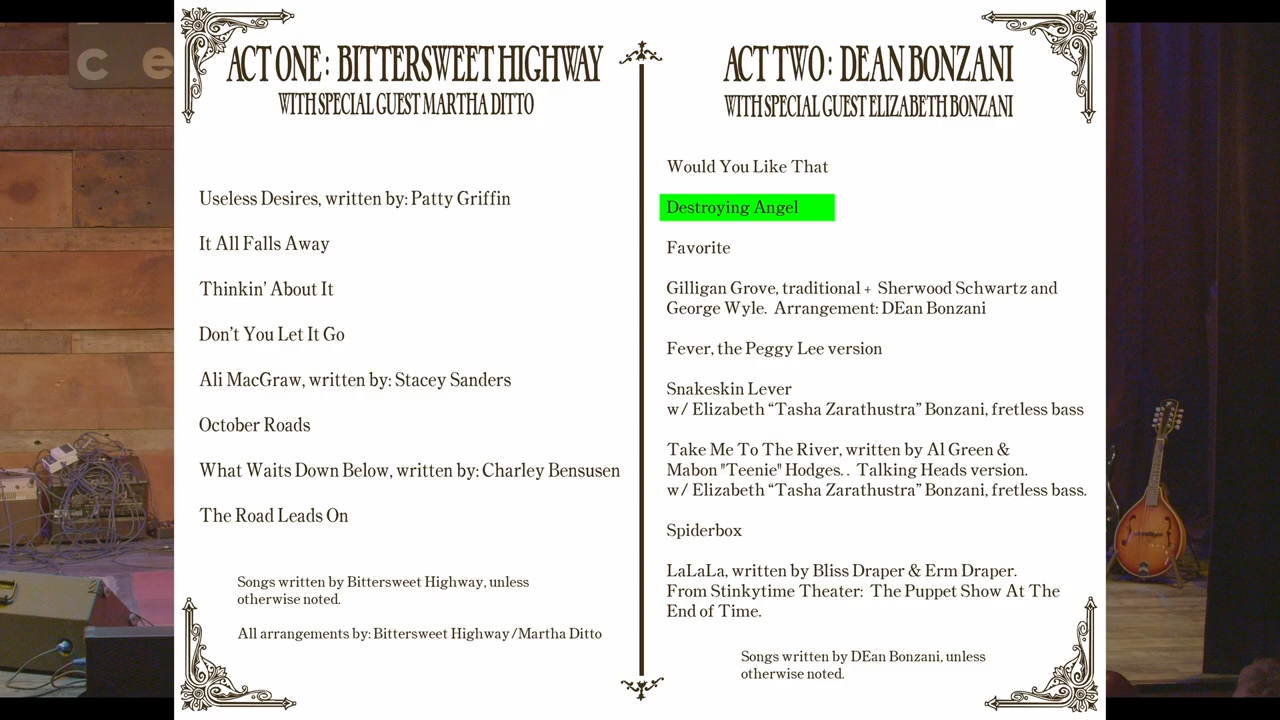 c e
ACT ONE: BITTERSWEET HIGHWAY
WITH SPECIAL GUEST MARTHA DITTO
Useless Desires, written by: Patty Griffin
It All Falls Away
Thinkin' About It
Don't You Let It Go
Ali MacGraw, written by: Stacey Sanders
October Roads
What Waits Down Below, written by: Charley Bensusen
The Road Leads On
Songs written by Bittersweet Highway, unless
otherwise noted.
All arrangements by: Bittersweet Highway/Martha Ditto
ACT TWO: DEAN BONZANI
WITH SPECIAL GUEST ELIZABETH BONZANI
Would You Like That
Destroying Angel
Favorite
Gilligan Grove, traditional + Sherwood Schwartz and
George Wyle. Arrangement: DEan Bonzani
Fever, the Peggy Lee version
Snakeskin Lever
w/ Elizabeth “Tasha Zarathustra” Bonzani, fretless bass
Take Me To The River, written by Al Green &
Mabon "Teenie" Hodges. . Talking Heads version.
w/ Elizabeth “Tasha Zarathustra” Bonzani, fretless bass.
Spiderbox
LaLaLa, written by Bliss Draper & Erm Draper.
From Stinkytime Theater: The Puppet Show At The
End of Time.
Songs written by DEan Bonzani, unless
otherwise noted.